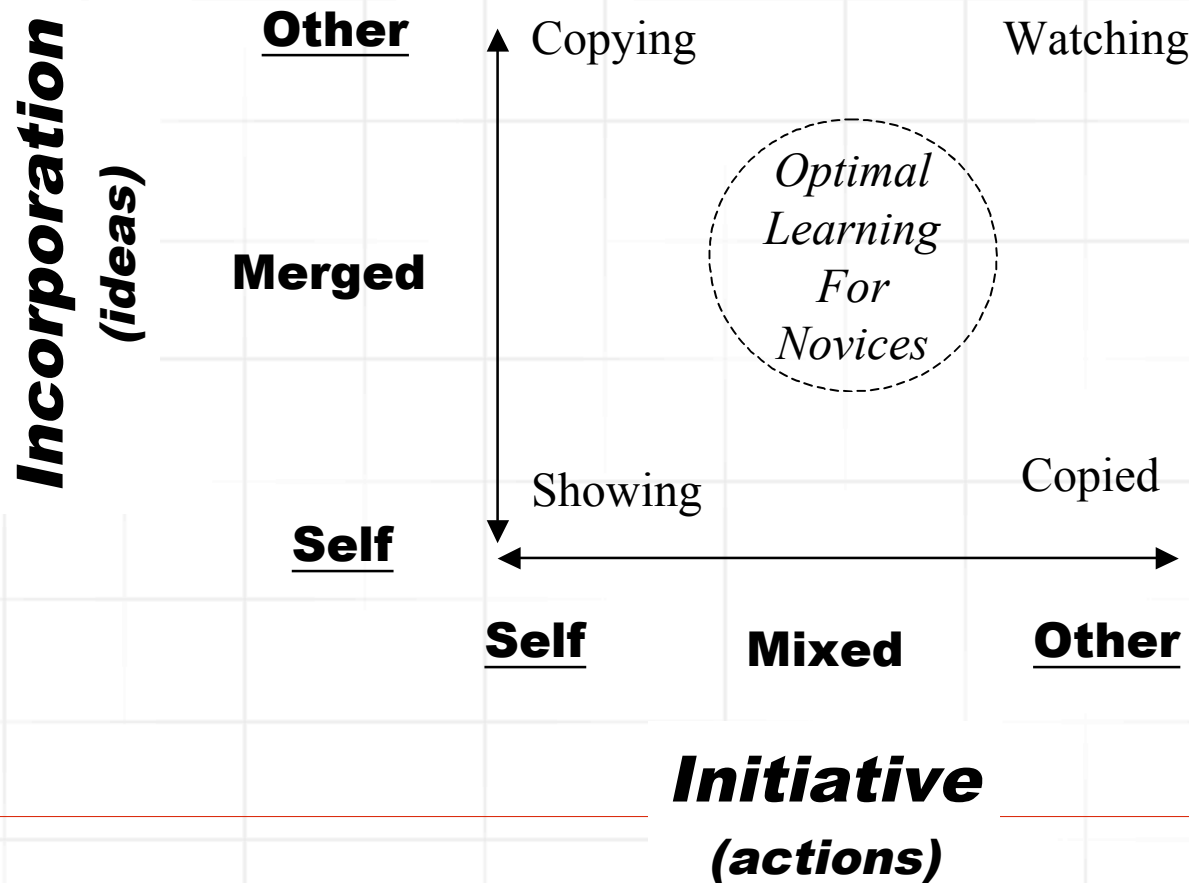 Incorporation
(ideas)
Other
Merged
Self
Copying
Watching
Optimal
Learning
For
Novices
Showing
Copied
Self
Mixed
Other
Initiative
(actions)